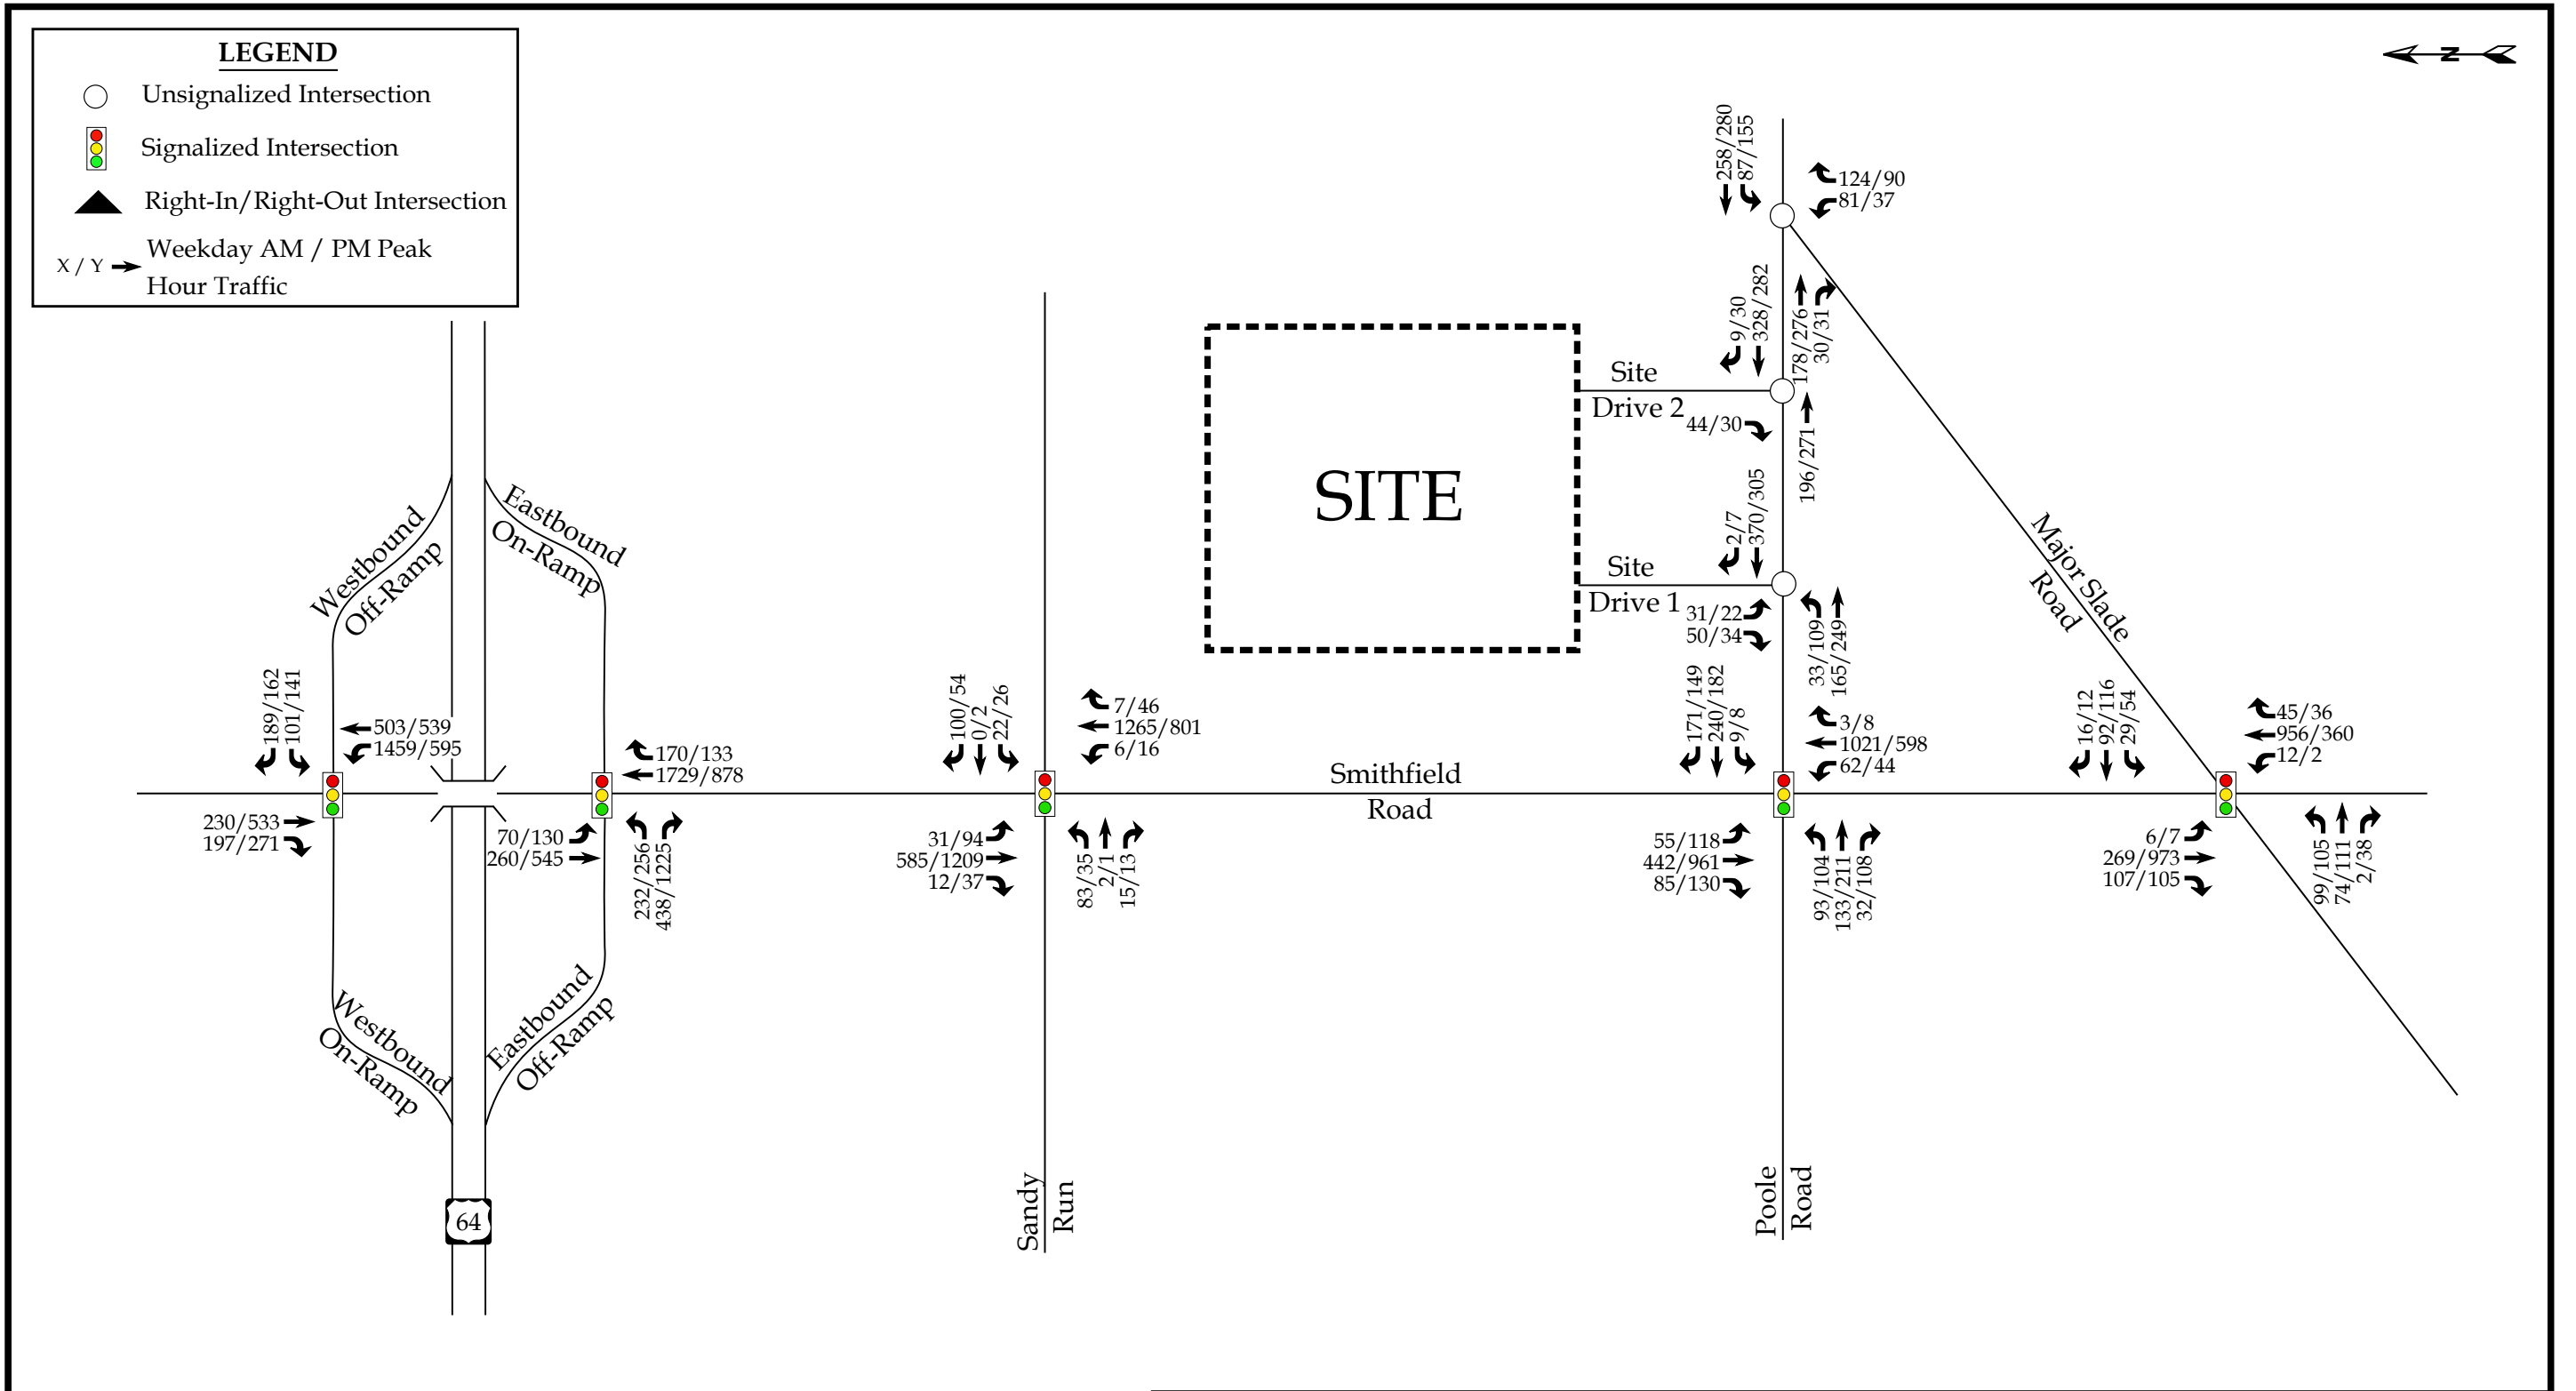 LEGEND
Unsignalized Intersection
Signalized Intersection
Right-In/Right-Out Intersection
X / Y
Weekday AM / PM Peak
Hour Traffic
N
258/280
87/155
124/90
81/37
9/30
328/282
178/276
30/31
Site
Drive 2
44/30
196/271
SITE
2/7
370/305
Site
Drive 1
31/22
50/34
33/109
165/249
Major Slade
Road
Westbound
Off-Ramp
Eastbound
On-Ramp
189/162
101/141
503/539
1459/595
230/533
197/271
170/133
1729/878
70/130
260/545
232/256
438/1225
100/54
0/2
22/26
7/46
1265/801
6/16
31/94
585/1209
12/37
83/35
2/1
15/13
Smithfield
Road
171/149
240/182
9/8
3/8
1021/598
62/44
55/118
442/961
85/130
93/104
133/211
32/108
16/12
92/116
29/54
45/36
956/360
12/2
6/7
269/973
107/105
99/105
74/111
2/38
Westbound
On-Ramp
Eastbound
Off-Ramp
64
Sandy
Run
Poole
Road